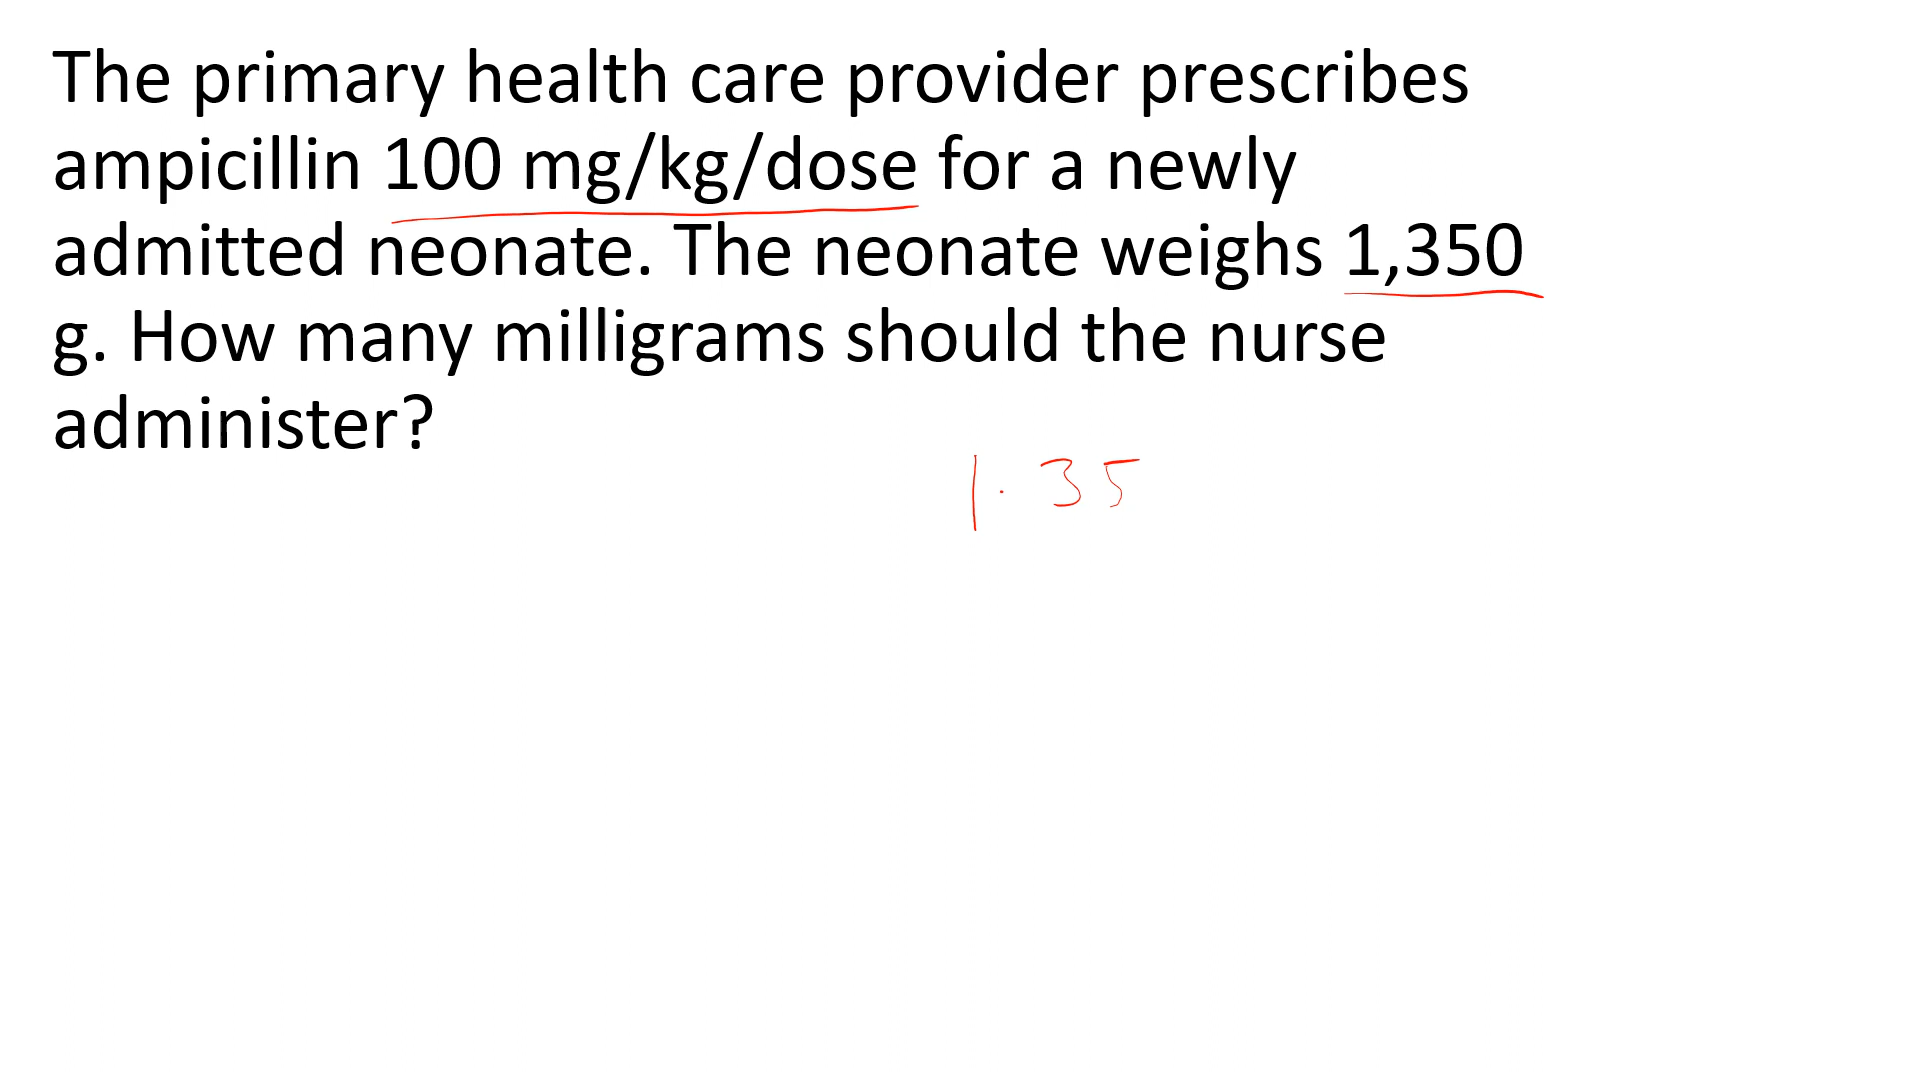 The primary health care provider prescribes
ampicillin 100 mg/kg/dose for a newly
admitted neonate. The neonate weighs 1,350
g. How many milligrams should the nurse
administer?
1.35